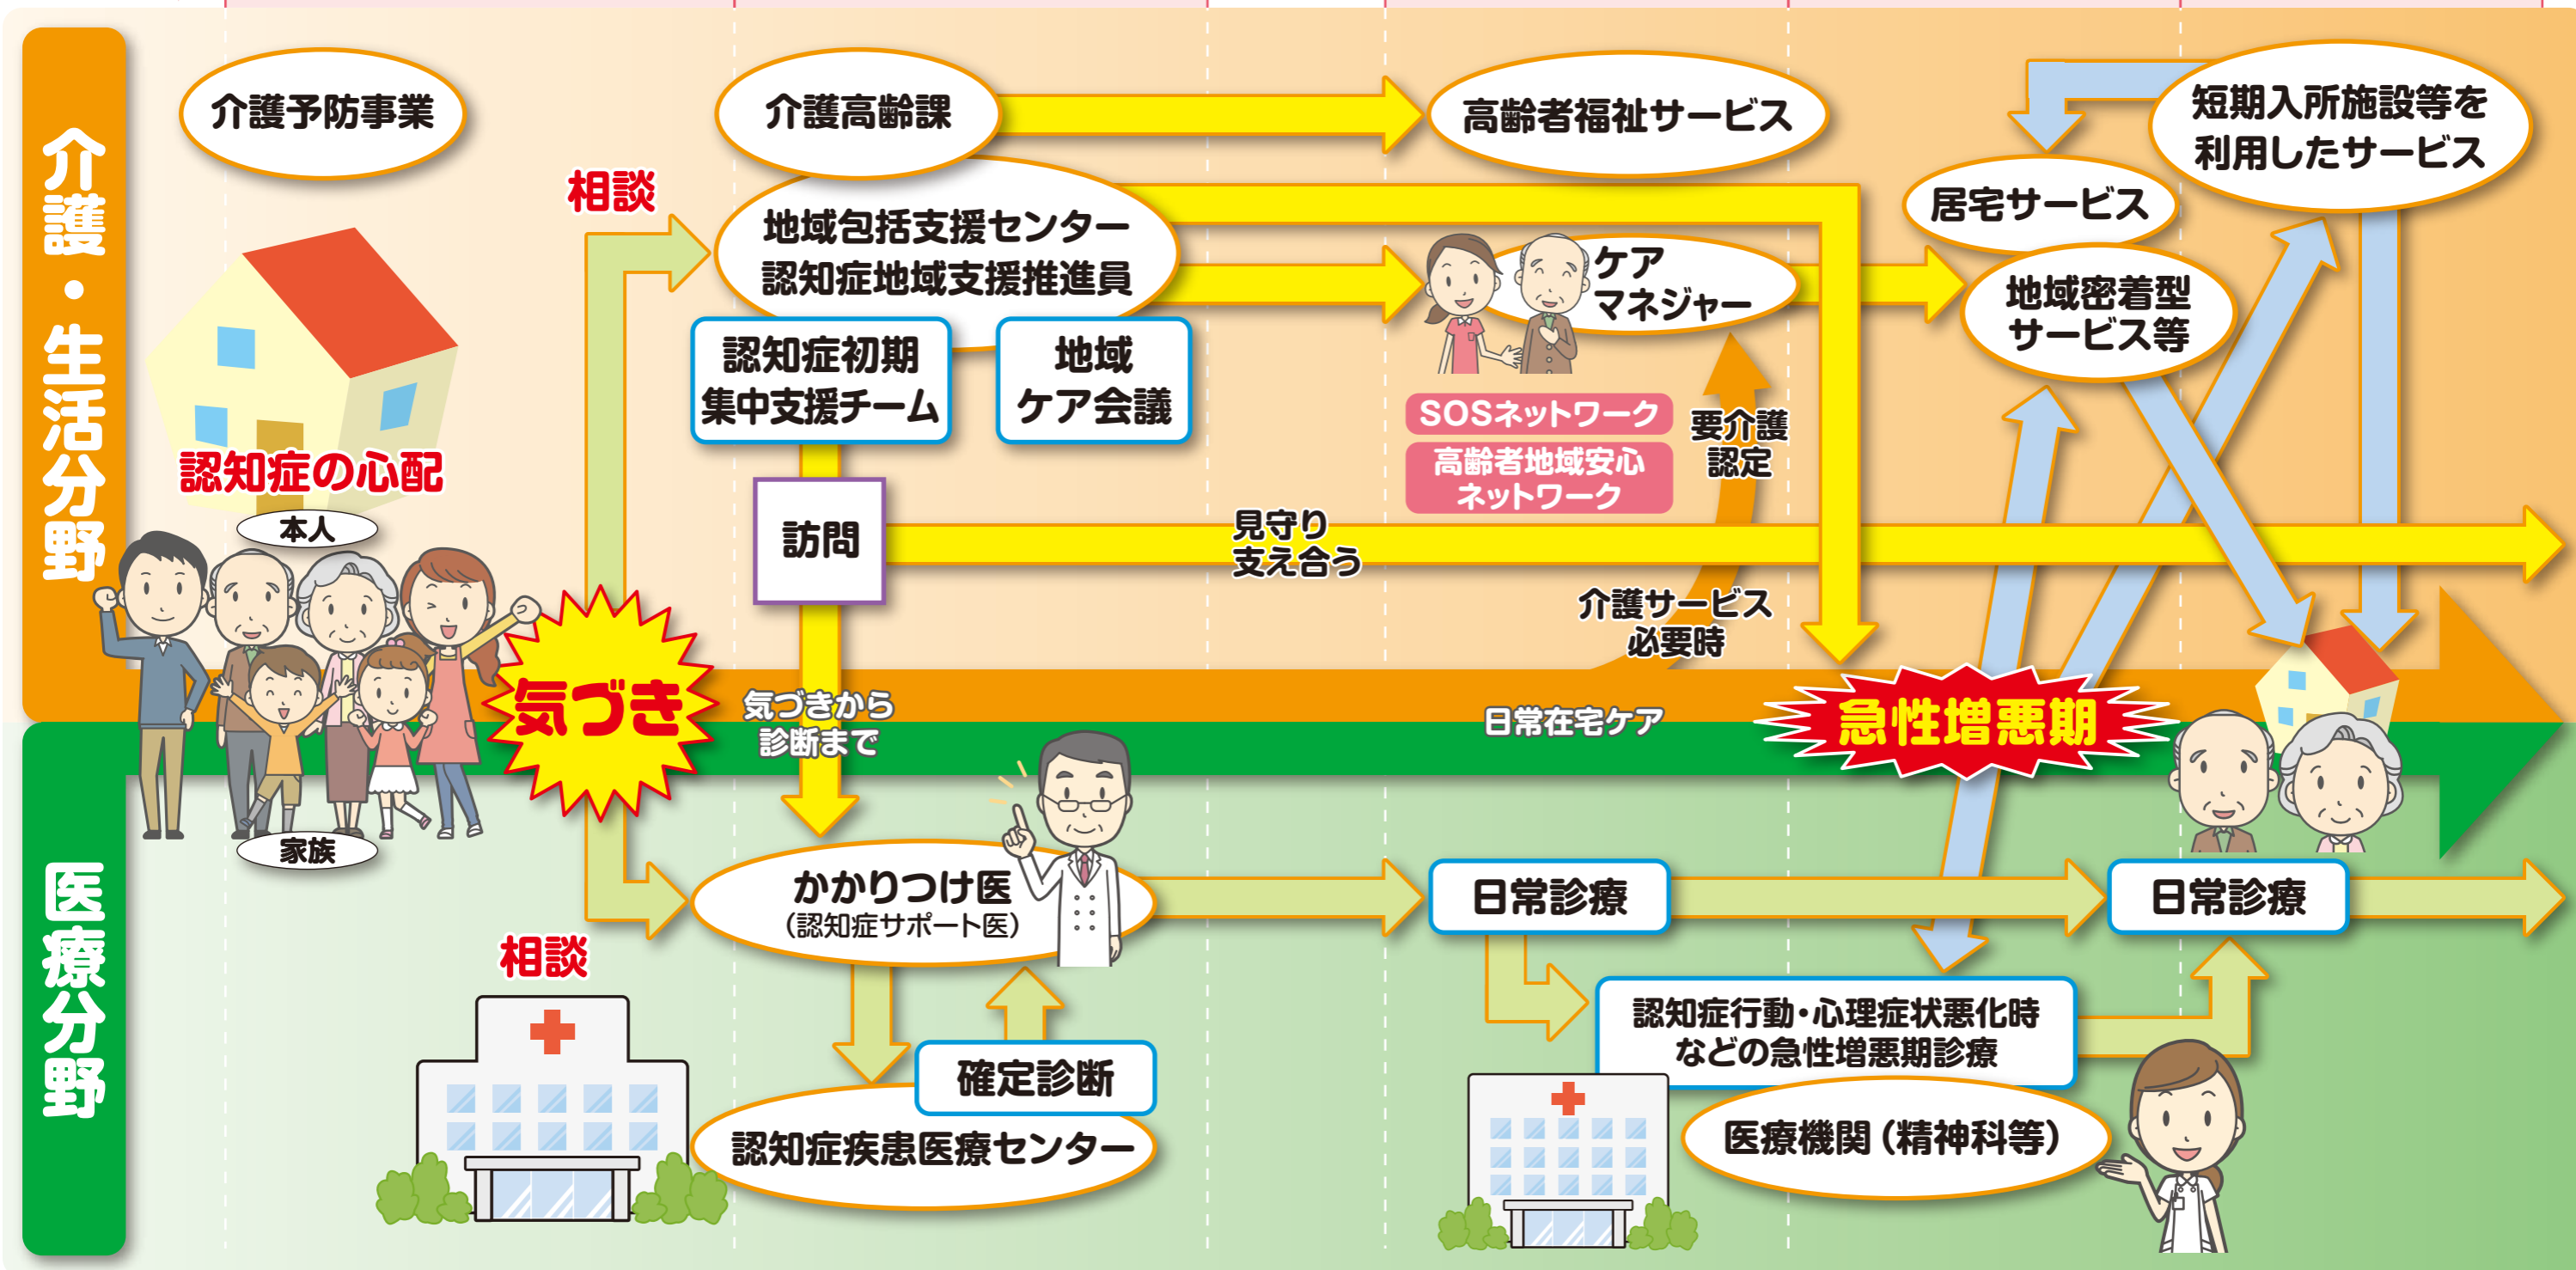 介護・生活分野
介護予防事業
認知症の心配
本人
家族
気づき
相談
介護高齢課
地域包括支援センター
認知症地域支援推進員
認知症初期
集中支援チーム
地域
ケア会議
訪問
見守り
支え合う
気づきから
診断まで
高齢者福祉サービス
ケア
マネジャー
SOSネットワーク
高齢者地域安心
ネットワーク
要介護
認定
介護サービス
必要時
日常在宅ケア
急性増悪期
居宅サービス
地域密着型
サービス等
短期入所施設等を
利用したサービス
医療分野
相談
かかりつけ医
（認知症サポート医）
確定診断
認知症疾患医療センター
日常診療
認知症行動・心理症状悪化時
などの急性増悪期診療
医療機関（精神科等）
日常診療